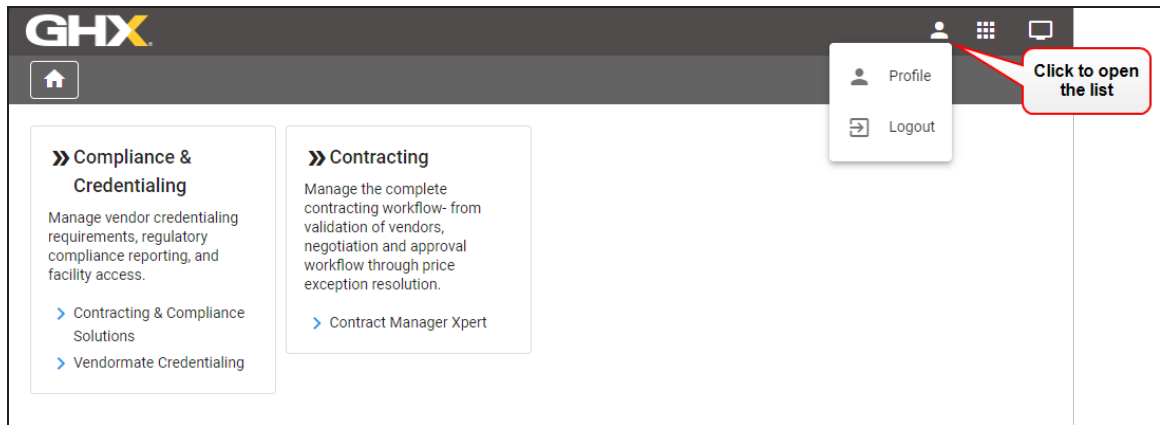 GHX
Profile
Click to open
the list
Logout
Compliance &
Credentialing
Manage vendor credentialing
requirements, regulatory
compliance reporting, and
facility access.
Contracting & Compliance
Solutions
Vendormate Credentialing
Contracting
Manage the complete
contracting workflow- from
validation of vendors,
negotiation and approval
workflow through price
exception resolution.
Contract Manager Xpert